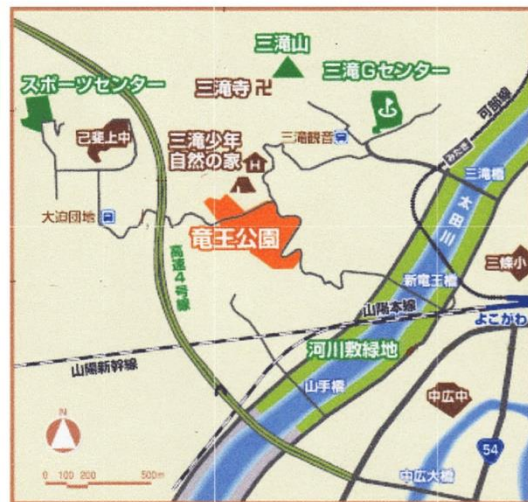 三滝山
スポーツセンター
三滝寺 卍
三滝Gセンター
可部線
己斐上中
三滝少年
自然の家
三滝観音
みたき
三滝橋
太田川
大迫団地
竜王公園
高速4号線
新竜王橋
三篠小
山陽本線
よこがわ
山陽新幹線
河川敷緑地
山手橋
中広中
N
54
0 100 200 500m
中広大橋